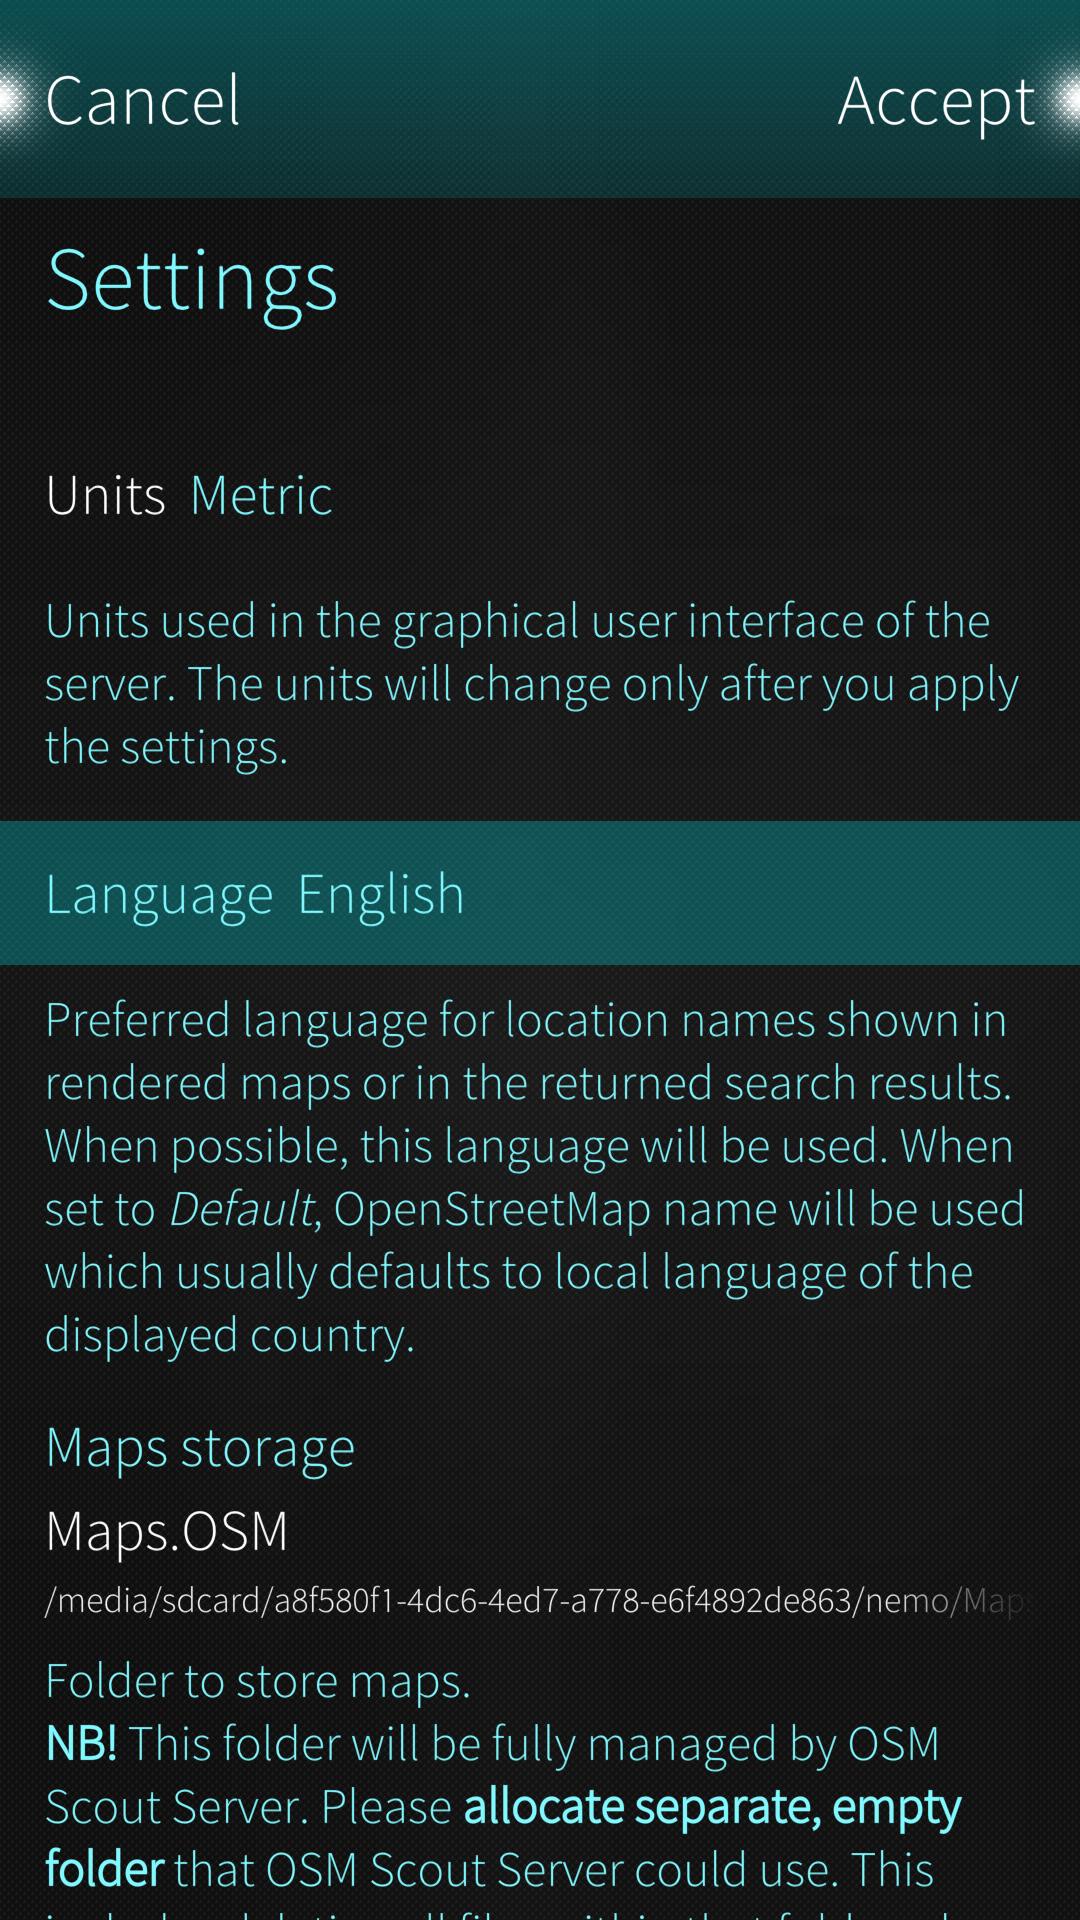 Cancel Accept
Settings
Units Metric
Units used in the graphical user interface of the
server. The units will change only after you apply
the settings.
Language English
Preferred language for location names shown in
rendered maps or in the returned search results.
When possible, this language will be used. When
set to Default, OpenStreetMap name will be used
which usually defaults to local language of the
displayed country.
Maps storage
Maps.OSM
/media/sdcard/a8f580f1-4dc6-4ed7-a778-e6f4892de863/nemo/Map
Folder to store maps.
NB! This folder will be fully managed by OSM
Scout Server. Please allocate separate, empty
folder that OSM Scout Server could use. This